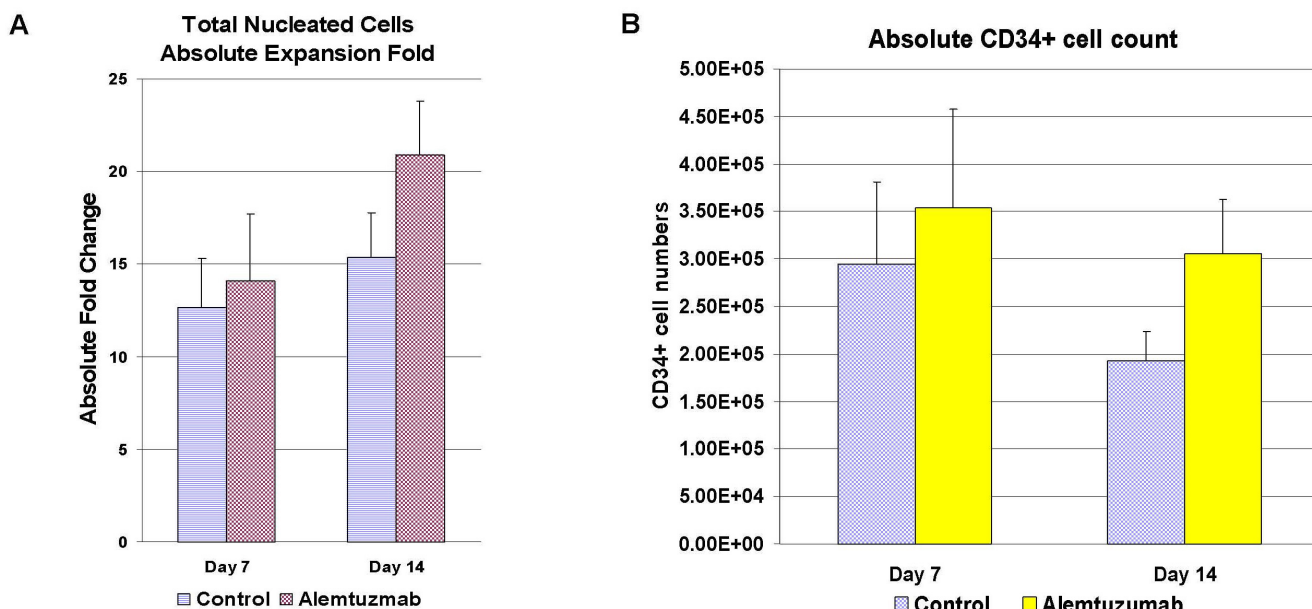 A
Total Nucleated Cells
Absolute Expansion Fold
Absolute Fold Change
25
20
15
10
5
0
Day 7 Day 14
Control Alemtuzmab
B
Absolute CD34+ cell count
CD34+ cell numbers
5.00E+05
4.50E+05
4.00E+05
3.50E+05
3.00E+05
2.50E+05
2.00E+05
1.50E+05
1.00E+05
5.00E+04
0.00E+00
Day 7 Day 14
Control Alemtuzumab